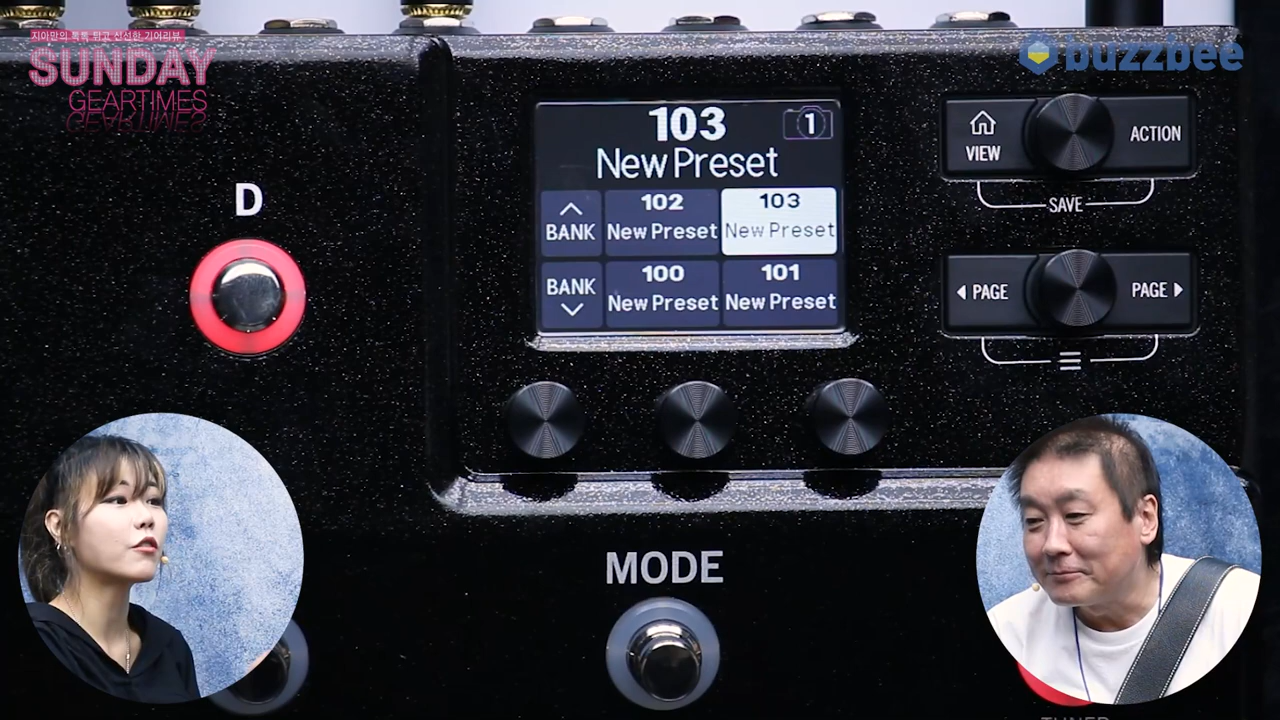 지아만의 톡톡 튀고 신선한 기어리뷰
SUNDAY
GEARTIMES
buzzbee
D
103
1
New Preset
BANK
102
New Preset
103
New Preset
BANK
100
New Preset
101
New Preset
VIEW
ACTION
SAVE
PAGE
PAGE
MODE
TUNER